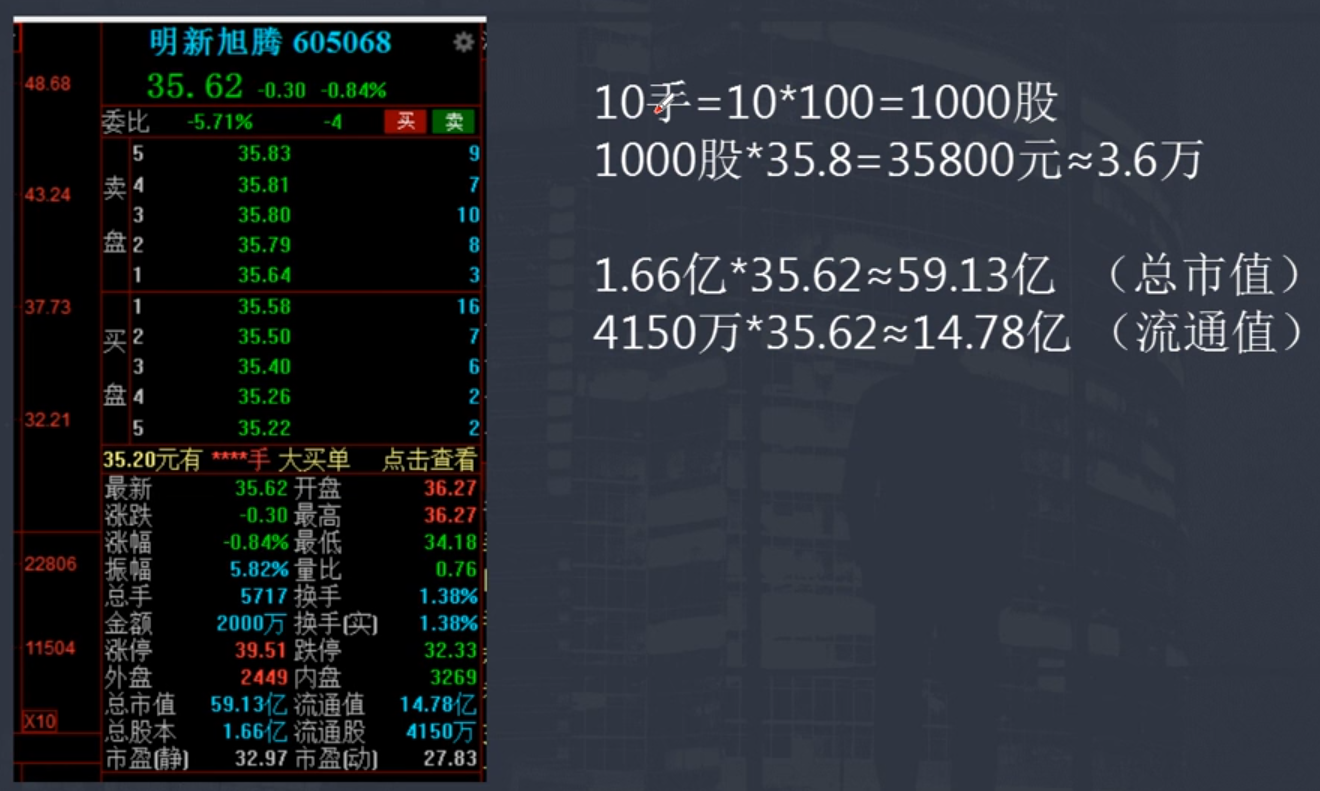 明新旭腾 605068
48.68
35.62 -0.30 -0.84%
委比 -5.71% -4 买 卖
卖盘
5 35.83 9
4 35.81 7
43.24
3 35.80 10
2 35.79 8
1 35.64 3
买盘
1 35.58 16
37.73
2 35.50 7
3 35.40 6
4 35.26 2
32.21
5 35.22 2
35.20元有 ****手 大买单 点击查看
最新 35.62 开盘 36.27
涨跌 -0.30 最高 36.27
涨幅 -0.84% 最低 34.18
22806
振幅 5.82% 量比 0.76
总手 5717 换手 1.38%
金额 2000万 换手(实) 1.38%
11504
涨停 39.51 跌停 32.33
外盘 2449 内盘 3269
总市值 59.13亿 流通值 14.78亿
X10
总股本 1.66亿 流通股 4150万
市盈(静) 32.97 市盈(动) 27.83
10手=10*100=1000股
1000股*35.8=35800元≈3.6万
1.66亿*35.62≈59.13亿 （总市值）
4150万*35.62≈14.78亿 （流通值）